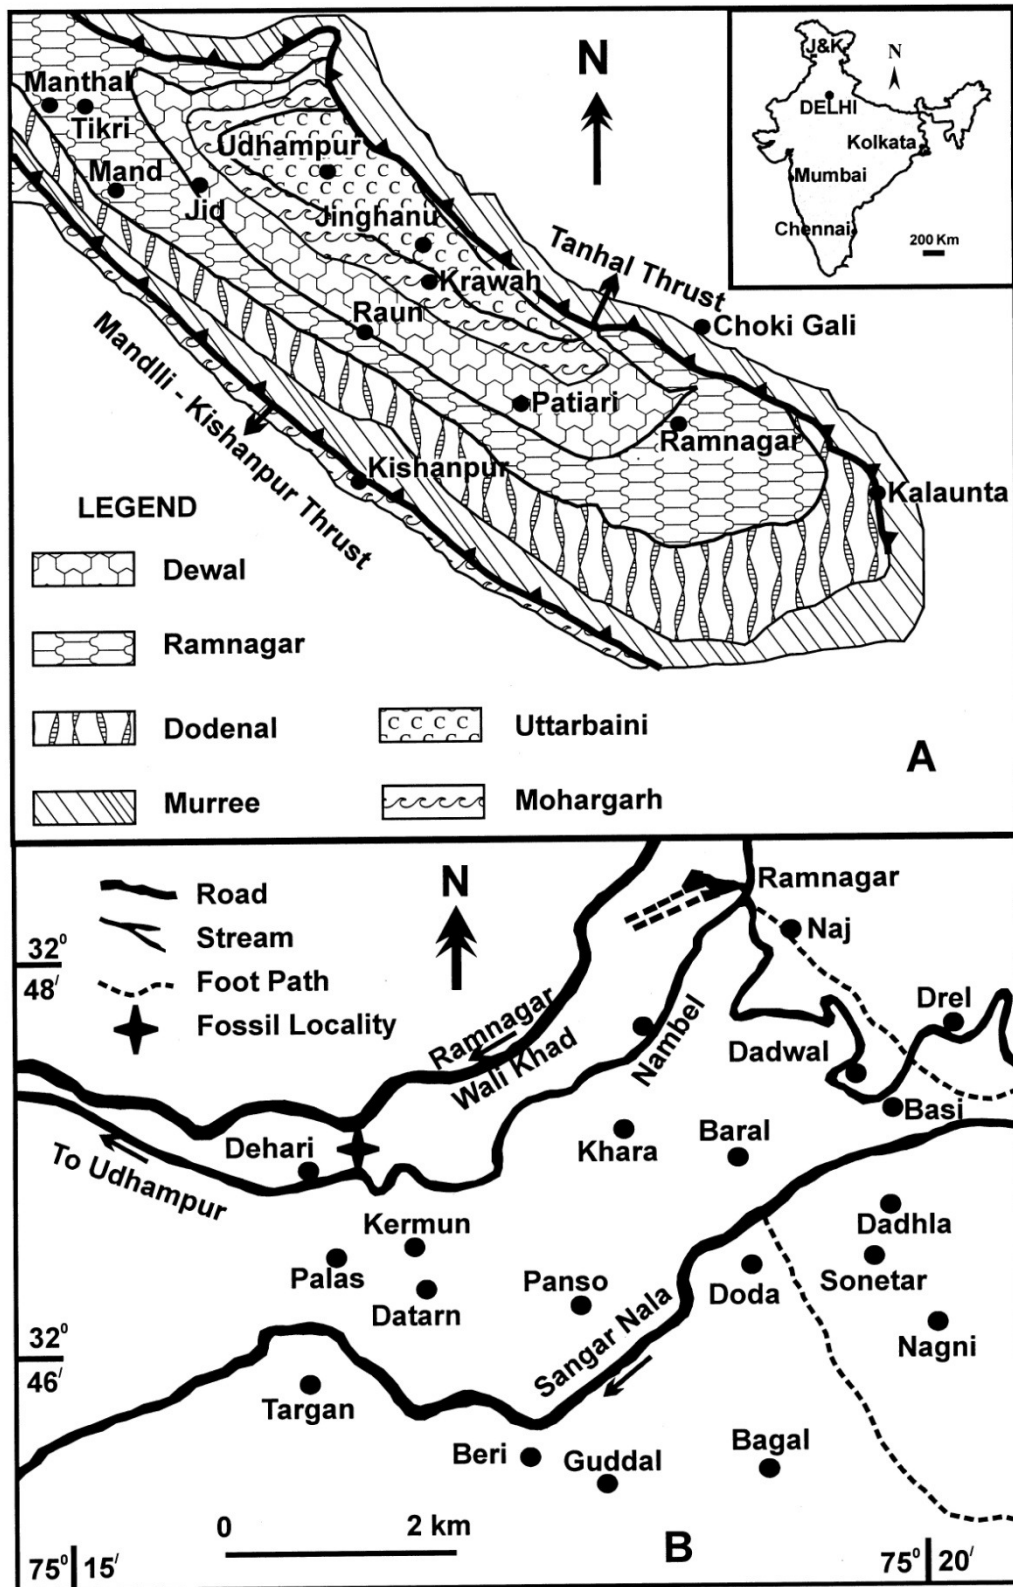 N
Manthal
Tikri
Mand
Jid
Udhampur
Jinghanu
Krawah
Raun
Patiari
Ramnagar
Tanhal Thrust
Choki Gali
Kalaunta
Mandlli - Kishanpur Thrust
Kishanpur
J&K
N
DELHI
Kolkata
Mumbai
Chennai
200 Km
LEGEND
Dewal
Ramnagar
Dodenal
Murree
Uttarbaini
Mohargarh
A
Road
Stream
Foot Path
Fossil Locality
N
32⁰
48/
Ramnagar
Naj
Drel
Ramnagar
Wali Khad
Nambel
Dadwal
Basi
Dehari
To Udhampur
Khara
Baral
Kermun
Palas
Datarn
Panso
Doda
Dadhla
Sonetar
Nagni
32⁰
46/
Sangar Nala
Targan
Beri
Guddal
Bagal
0 2 km
B
75⁰ 15/
75⁰ 20/